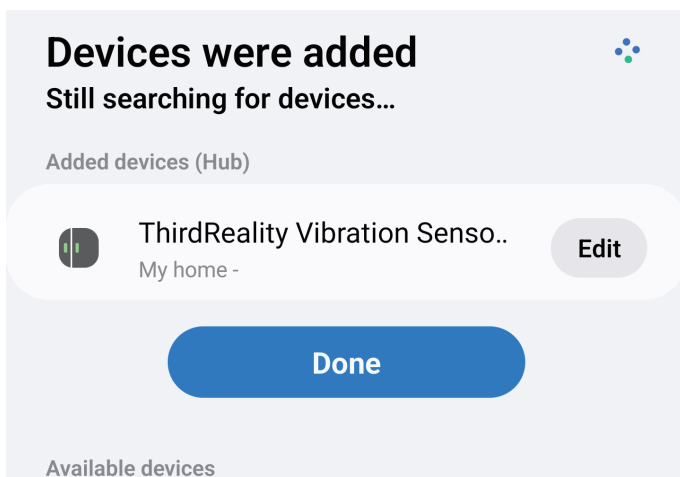 Devices were added
Still searching for devices...
Added devices (Hub)
ThirdReality Vibration Senso..
Edit
My home -
Done
Available devices